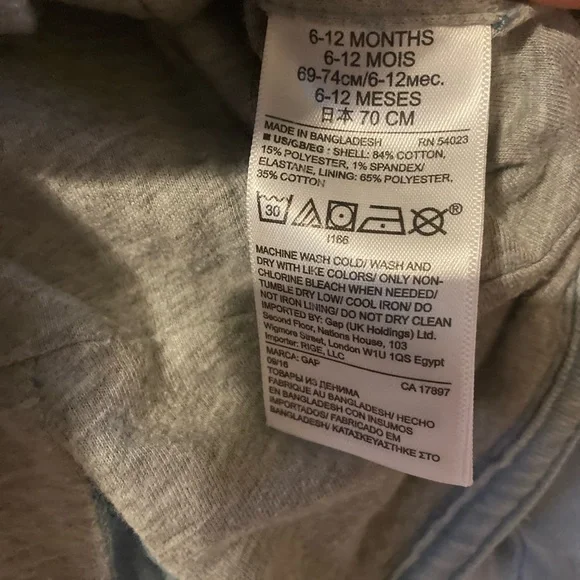 6-12 MONTHS
6-12 MOIS
69-74см/6-12мес.
6-12 MESES
日本 70 CM
MADE IN BANGLADESH RN 54023
■ US/GB/EG : SHELL: 84% COTTON,
15% POLYESTER, 1% SPANDEX/
ELASTANE, LINING: 65% POLYESTER,
35% COTTON
30 ®
I166
MACHINE WASH COLD/ WASH AND
DRY WITH LIKE COLORS/ ONLY NON-
CHLORINE BLEACH WHEN NEEDED/
TUMBLE DRY LOW/ COOL IRON/ DO
NOT IRON LINING/ DO NOT DRY CLEAN
IMPORTED BY: Gap (UK Holdings) Ltd.
Second Floor, Nations House, 103
Wigmore Street, London W1U 1QS Egypt
Importer: RIGE, LLC
MARCA: GAP
09/18 CA 17897
ТОВАРЫ ИЗ ДЕНИМА
FABRIQUE AU BANGLADESH/ HECHO
EN BANGLADESH CON INSUMOS
IMPORTADOS/ FABRICADO EM
BANGLADESH/ ΚΑΤΑΣΚΕΥΑΣΤΗΚΕ ΣΤΟ